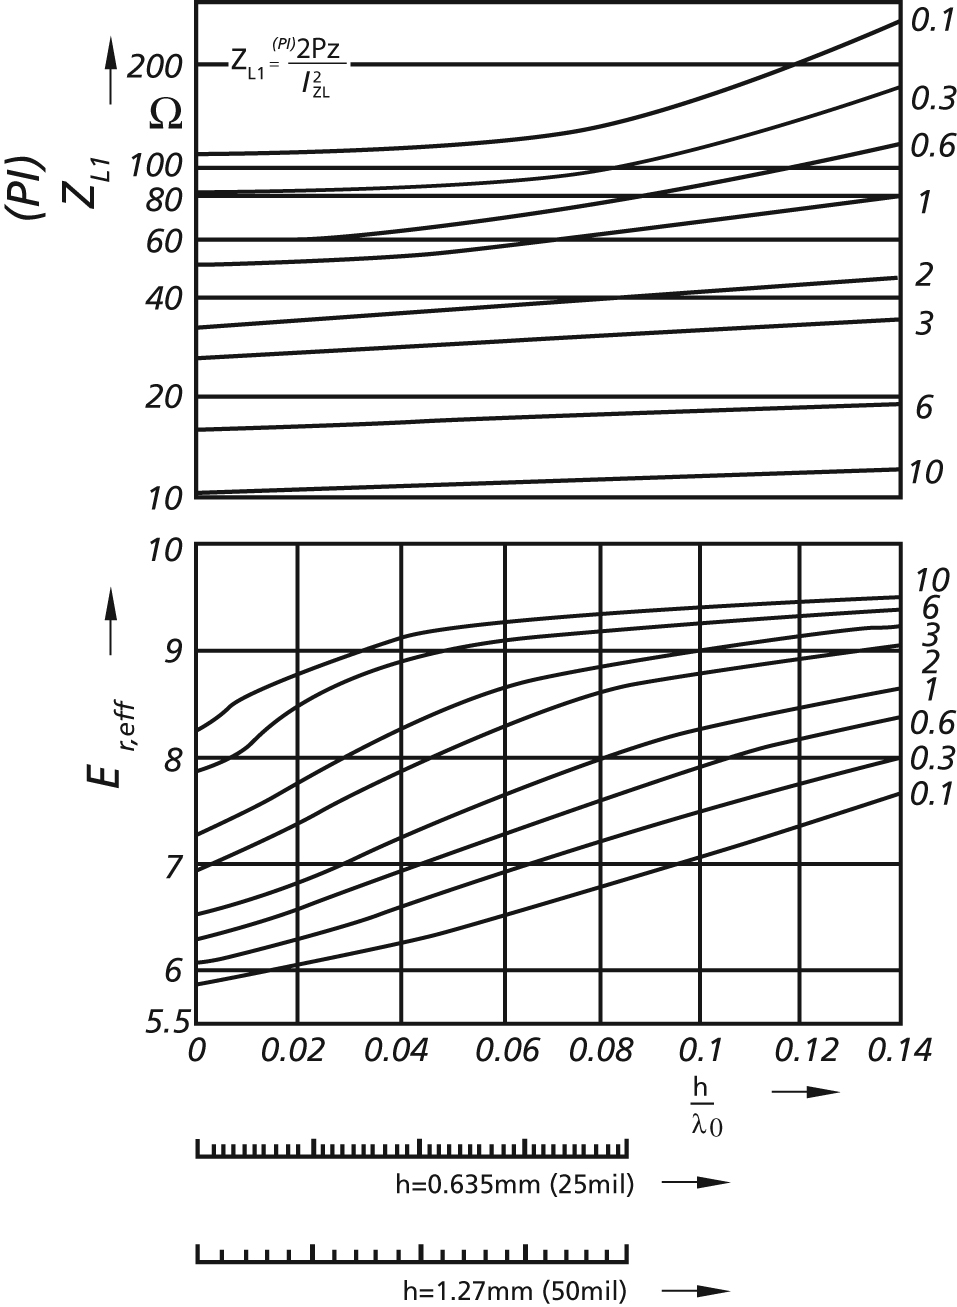 0.1
200
Z_L1 = ^(PI)2Pz / I²_ZL
Ω
0.3
(PI)
Z_L1
100
0.6
80
1
60
2
40
3
20
6
10
10
10
10
6
9
3
2
1
E r,eff
0.6
8
0.3
0.1
7
6
5.5
0 0.02 0.04 0.06 0.08 0.1 0.12 0.14
h
λ0
h=0.635mm (25mil)
h=1.27mm (50mil)